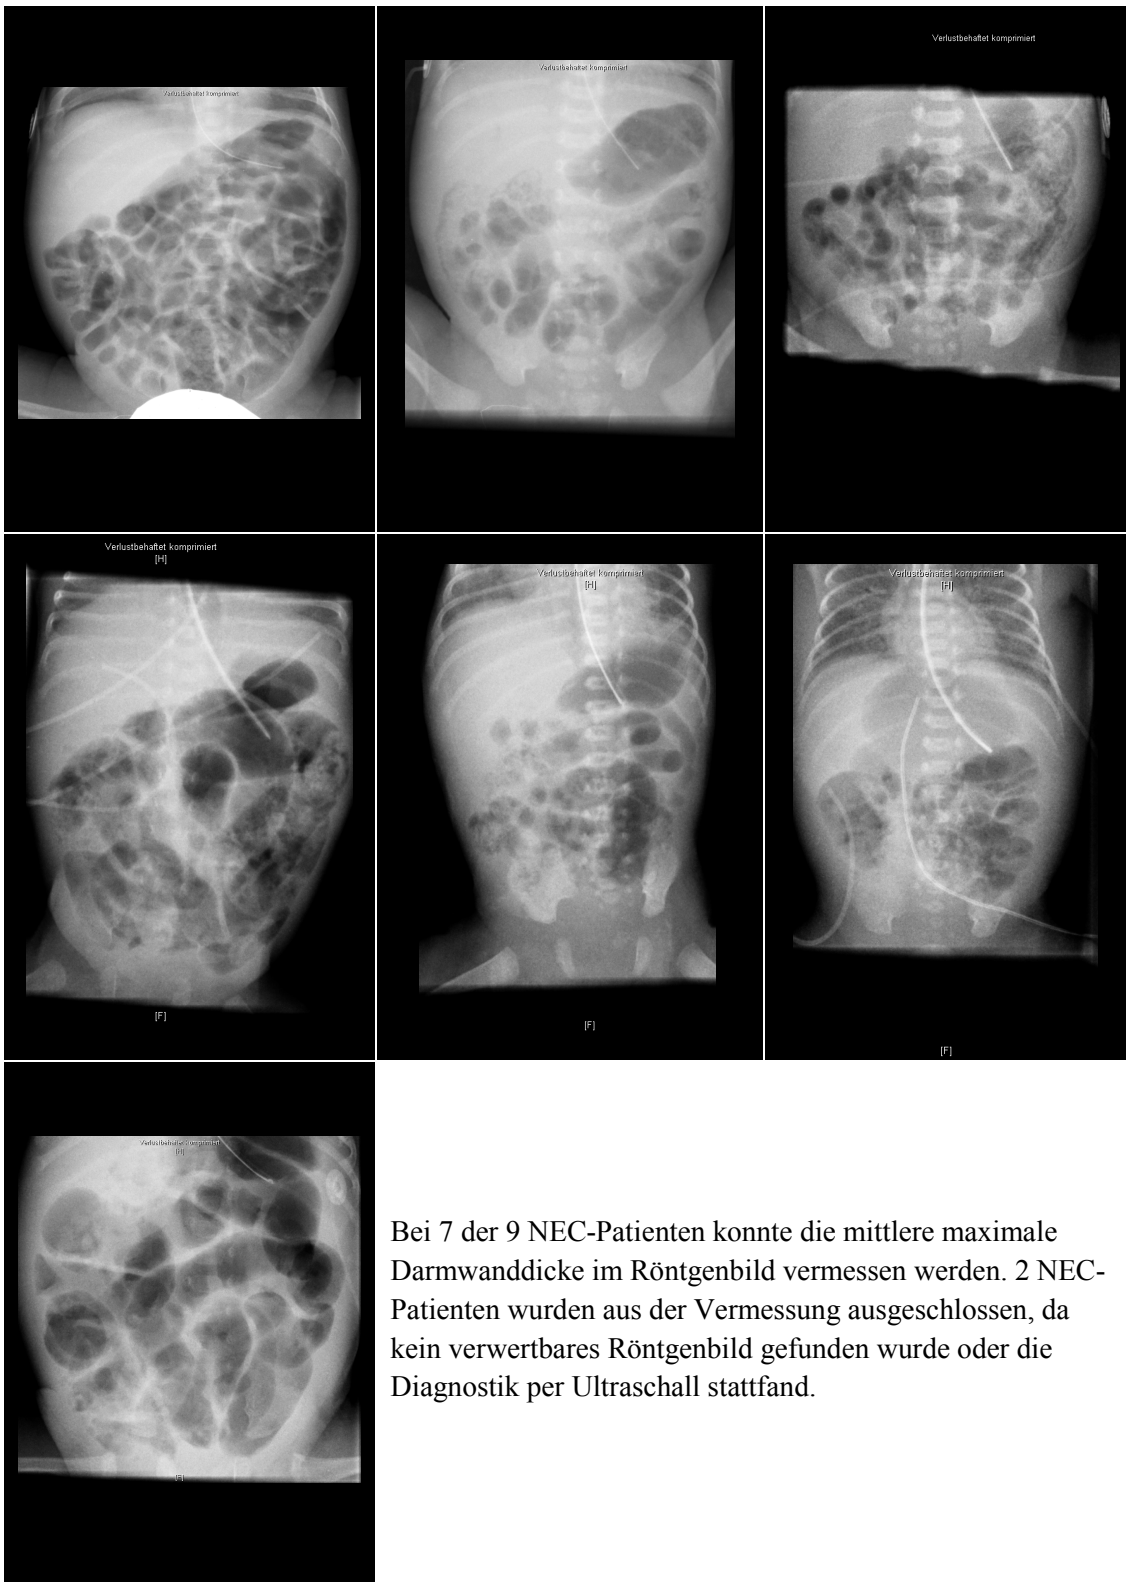 Verlustbehaftet komprimiert
Verlustbehaftet komprimiert
Verlustbehaftet komprimiert
Verlustbehaftet komprimiert
[H]
[F]
Verlustbehaftet komprimiert
[H]
[F]
Verlustbehaftet komprimiert
[H]
[F]
Verlustbehaftet komprimiert
[H]
[F]
Bei 7 der 9 NEC-Patienten konnte die mittlere maximale
Darmwanddicke im Röntgenbild vermessen werden. 2 NEC-
Patienten wurden aus der Vermessung ausgeschlossen, da
kein verwertbares Röntgenbild gefunden wurde oder die
Diagnostik per Ultraschall stattfand.